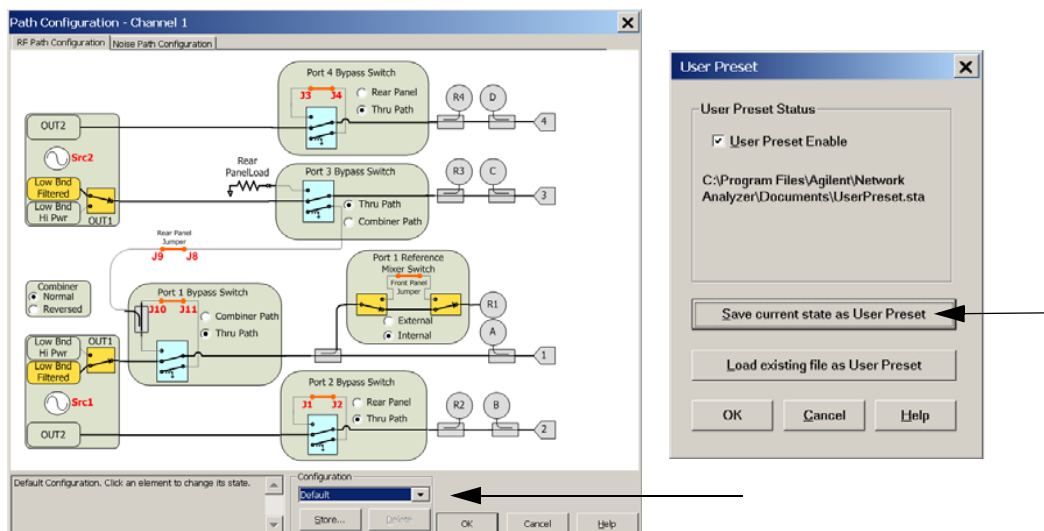 Path Configuration - Channel 1
RF Path Configuration
Noise Path Configuration
Port 4 Bypass Switch
J3 J4
Rear Panel
Thru Path
R4
D
4
OUT2
Src2
Low Bnd
Filtered
Low Bnd
Hi Pwr
OUT1
Rear
PanelLoad
Port 3 Bypass Switch
Thru Path
Combiner Path
R3
C
3
Rear Panel
Jumper
J9 J8
Combiner
Normal
Reversed
Port 1 Bypass Switch
J10 J11
Combiner Path
Thru Path
Port 1 Reference
Mixer Switch
Front Panel
Jumper
External
Internal
R1
A
1
Low Bnd
Hi Pwr
Low Bnd
Filtered
OUT1
Src1
OUT2
Port 2 Bypass Switch
J1 J2
Rear Panel
Thru Path
R2
B
2
Default Configuration. Click an element to change its state.
Configuration
Default
Store...
Delete
OK
Cancel
Help
User Preset
User Preset Status
User Preset Enable
C:\Program Files\Agilent\Network
Analyzer\Documents\UserPreset.sta
Save current state as User Preset
Load existing file as User Preset
OK
Cancel
Help